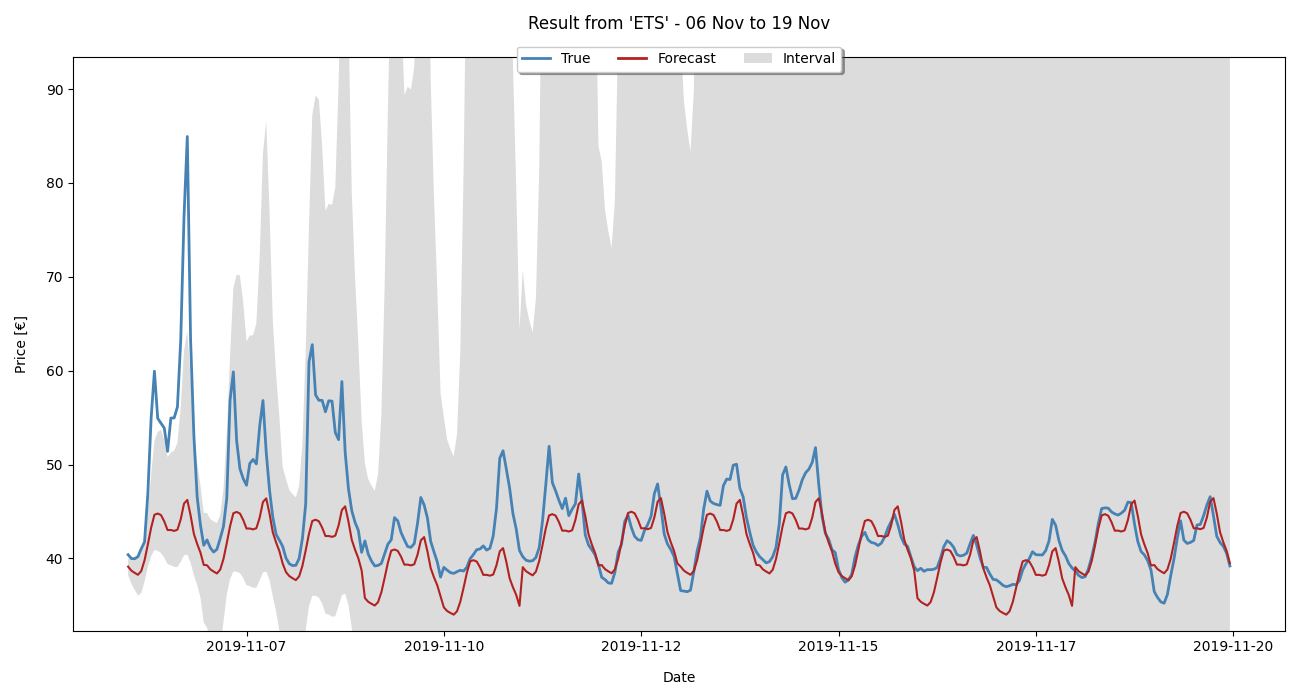 Result from 'ETS' - 06 Nov to 19 Nov
True Forecast Interval
90
80
70
60
50
40
Price [€]
2019-11-07 2019-11-10 2019-11-12 2019-11-15 2019-11-17 2019-11-20
Date